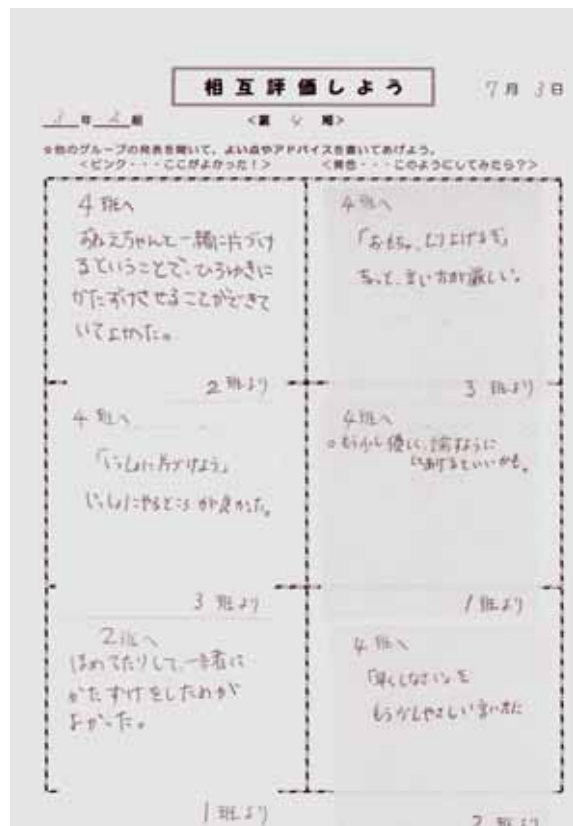 相互評価しよう
7月3日
3年2組
<第4班>
☆他のグループの発表を聞いて、よい点やアドバイスを書いてあげよう。
<ピンク・・・ここがよかった!>
<黄色・・・このようにしてみたら?>
4班へ
おねえちゃんと一緒に片づけ
るということで、ひろゆきに
かたずけさせることができて
いてよかった。
2班より
4班へ
「おもちゃ、とり上げるぞ」
ちょっと、言い方が厳しい。
3班より
4班へ
「いっしょに片づけよう」
いっしょにやるところが良かった。
3班より
4班へ
○もう少し優しく、諭すように
いってあげるといいかも。
1班より
2班へ
ほめてたりして、一緒に
かたずけをしたのが
よかった。
1班より
4班へ
「早くしなさい」を
もう少しやさしい言い方に
2班より